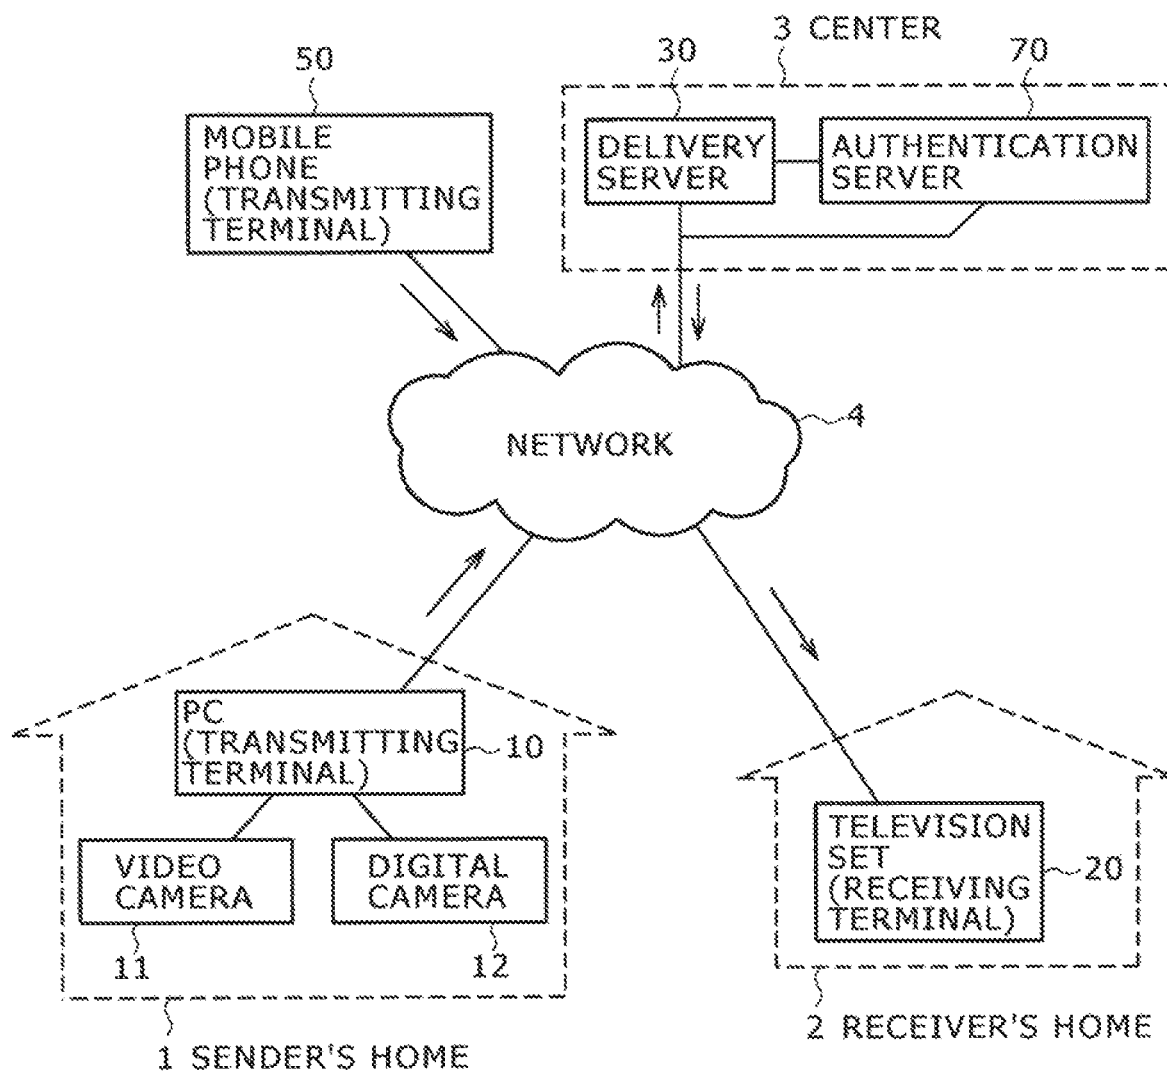 3 CENTER
50
30
70
MOBILE
PHONE
(TRANSMITTING
TERMINAL)
DELIVERY
SERVER
AUTHENTICATION
SERVER
4
NETWORK
PC
(TRANSMITTING
TERMINAL)
10
VIDEO
CAMERA
DIGITAL
CAMERA
11
12
TELEVISION
SET
(RECEIVING
TERMINAL)
20
1 SENDER'S HOME
2 RECEIVER'S HOME